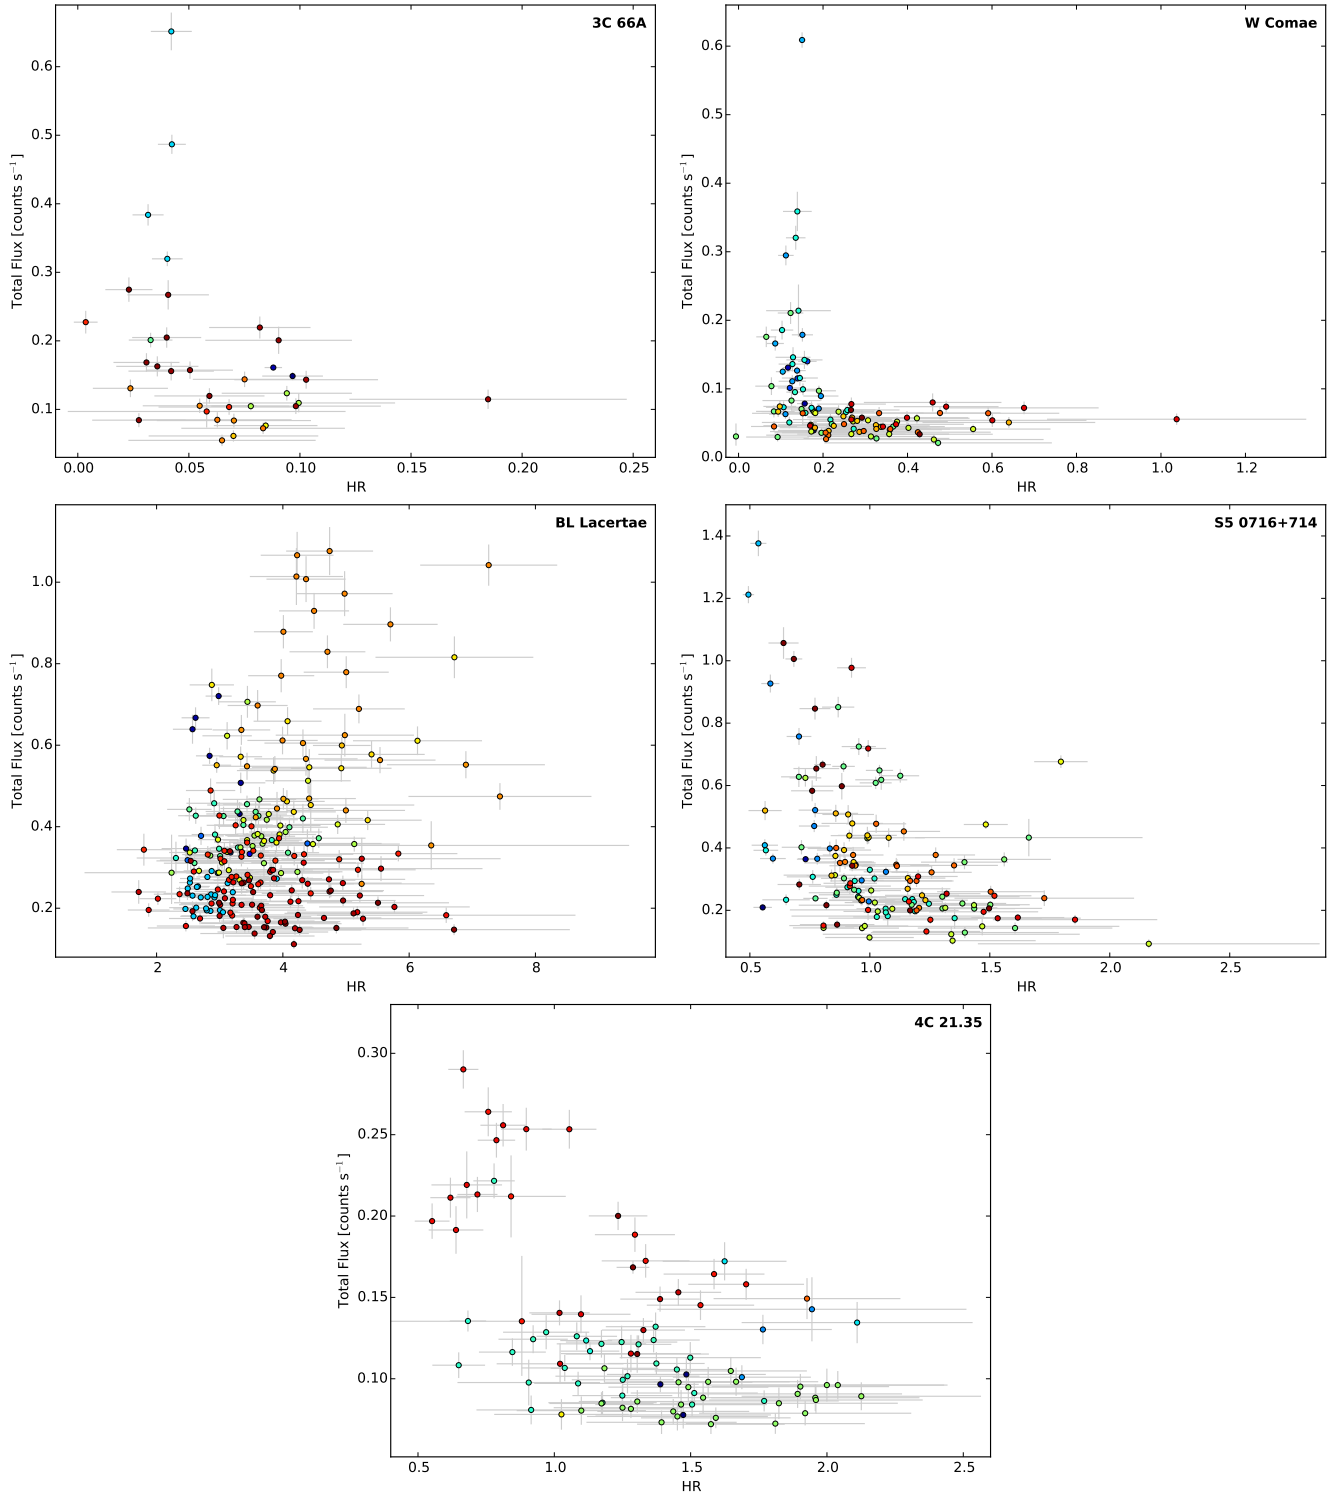 3C 66A
Total Flux [counts s⁻¹]
0.6
0.5
0.4
0.3
0.2
0.1
0.00 0.05 0.10 0.15 0.20 0.25
HR
W Comae
Total Flux [counts s⁻¹]
0.6
0.5
0.4
0.3
0.2
0.1
0.0
0.0 0.2 0.4 0.6 0.8 1.0 1.2
HR
BL Lacertae
Total Flux [counts s⁻¹]
1.0
0.8
0.6
0.4
0.2
2 4 6 8
HR
S5 0716+714
Total Flux [counts s⁻¹]
1.4
1.2
1.0
0.8
0.6
0.4
0.2
0.5 1.0 1.5 2.0 2.5
HR
4C 21.35
Total Flux [counts s⁻¹]
0.30
0.25
0.20
0.15
0.10
0.5 1.0 1.5 2.0 2.5
HR